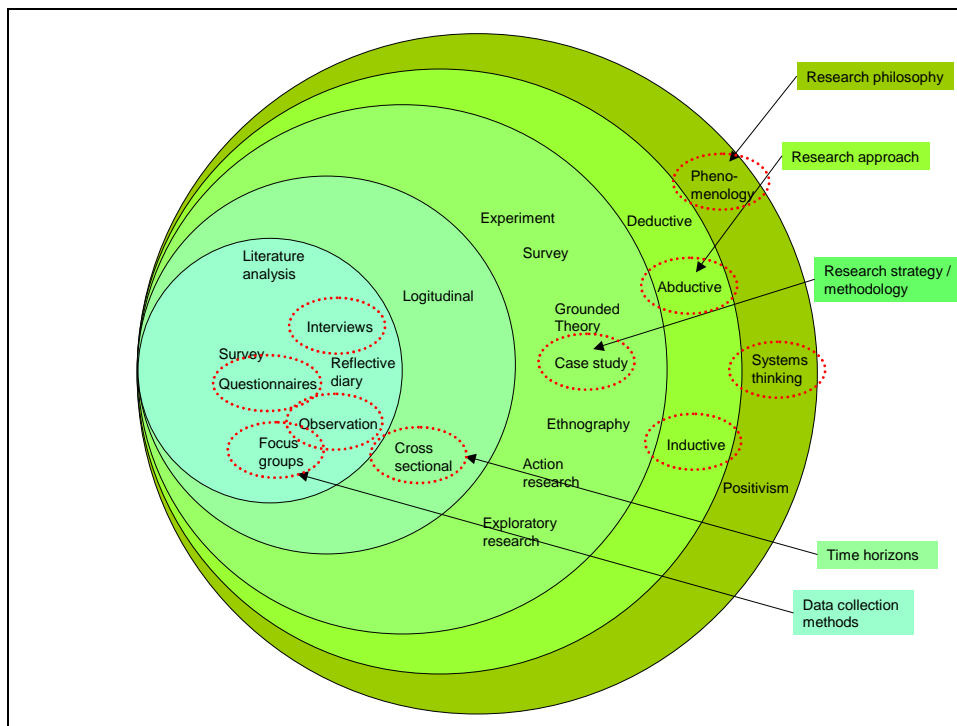 Research philosophy
Research approach
Pheno-
menology
Experiment
Deductive
Survey
Literature
analysis
Research strategy /
methodology
Abductive
Logitudinal
Grounded
Theory
Interviews
Survey
Reflective
diary
Case study
Systems
thinking
Questionnaires
Observation
Ethnography
Focus
groups
Cross
sectional
Inductive
Action
research
Positivism
Exploratory
research
Time horizons
Data collection
methods